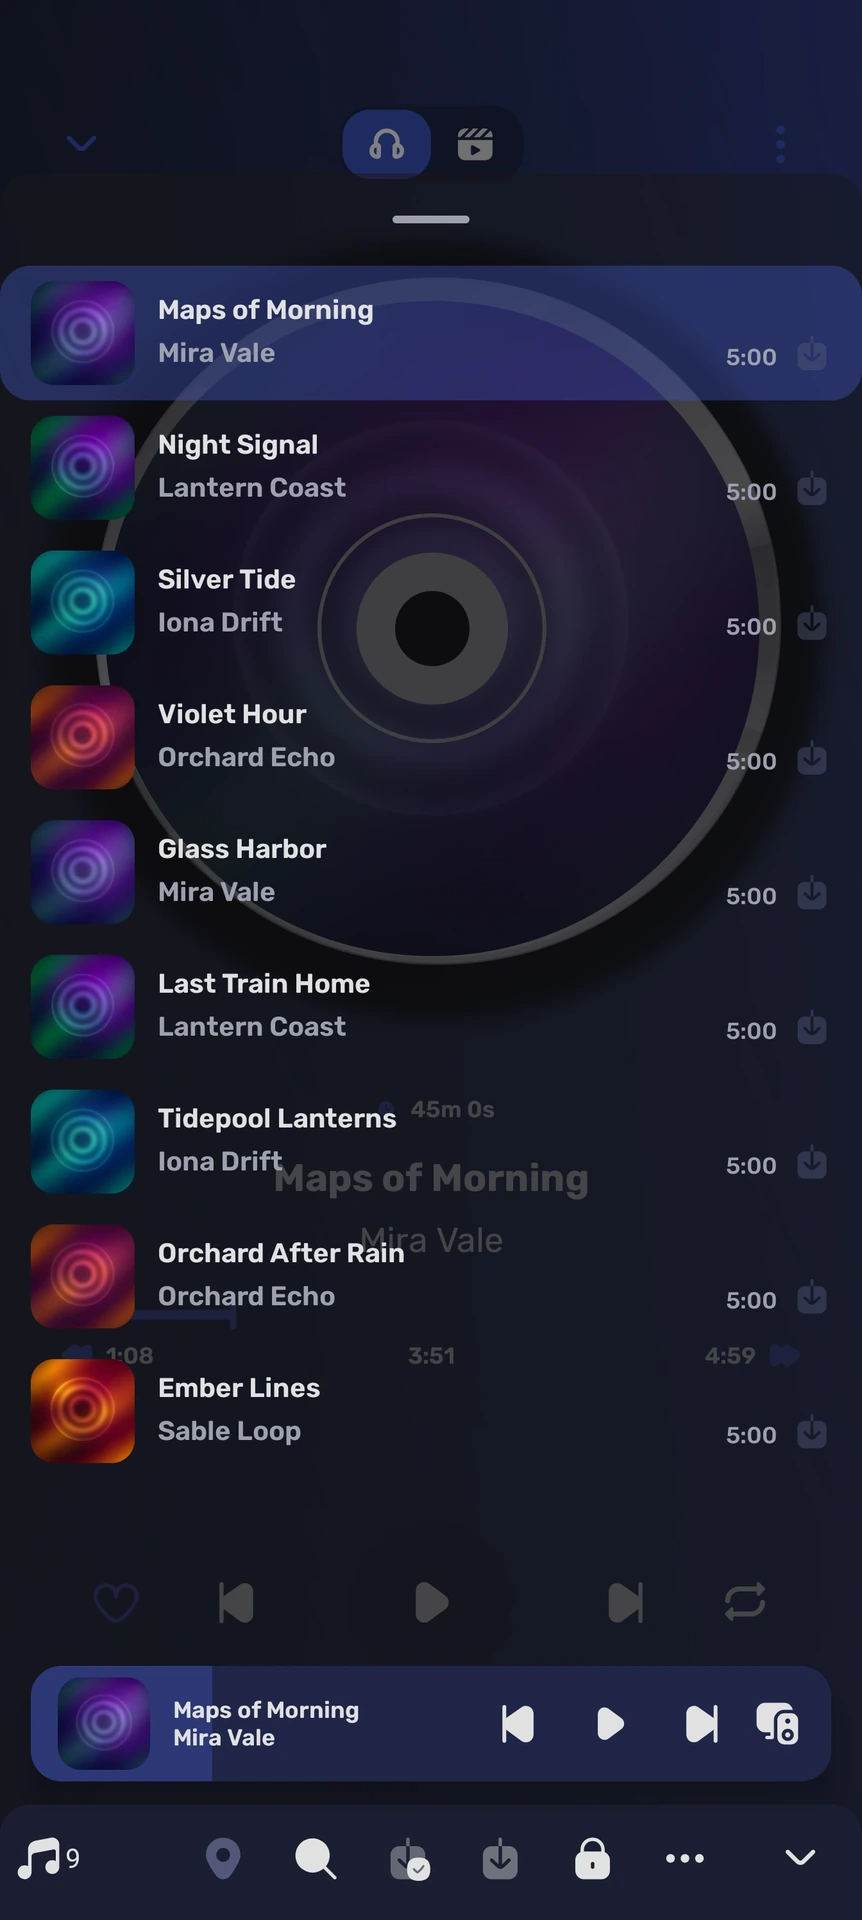 Maps of Morning
Mira Vale
5:00
Night Signal
Lantern Coast
5:00
Silver Tide
Iona Drift
5:00
Violet Hour
Orchard Echo
5:00
Glass Harbor
Mira Vale
5:00
Last Train Home
Lantern Coast
5:00
45m 0s
Tidepool Lanterns
Iona Drift
5:00
Maps of Morning
Mira Vale
Orchard After Rain
Orchard Echo
5:00
1:08
3:51
4:59
Ember Lines
Sable Loop
5:00
Maps of Morning
Mira Vale
9